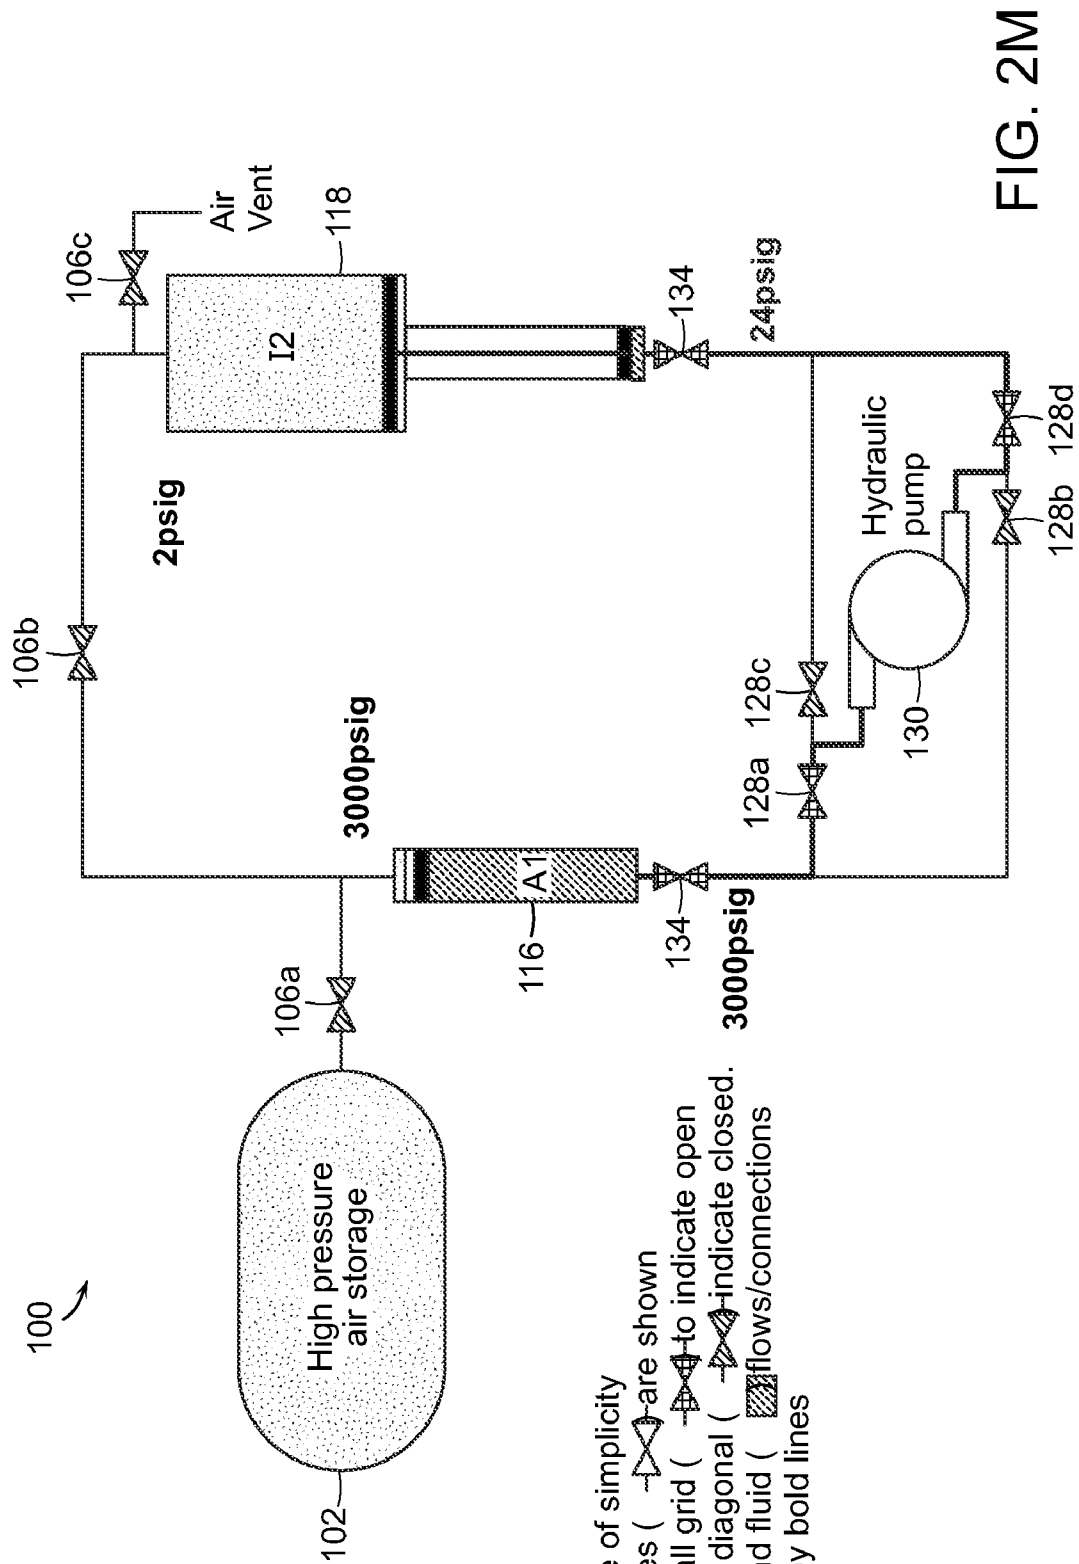 100
102
High pressure
air storage
106a
106b
106c
Air
Vent
I2
118
2psig
3000psig
A1
116
134
3000psig
134
24psig
128a
128c
130
Hydraulic
pump
128b
128d
of simplicity
( are shown
grid ( to indicate open
diagonal ( indicate closed.
fluid ( flows/connections
bold lines
FIG. 2M